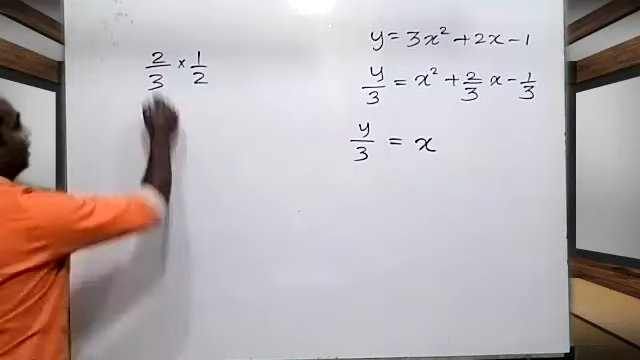 2/3 × 1/2
y = 3x² + 2x - 1
y/3 = x² + 2/3 x - 1/3
y/3 = x